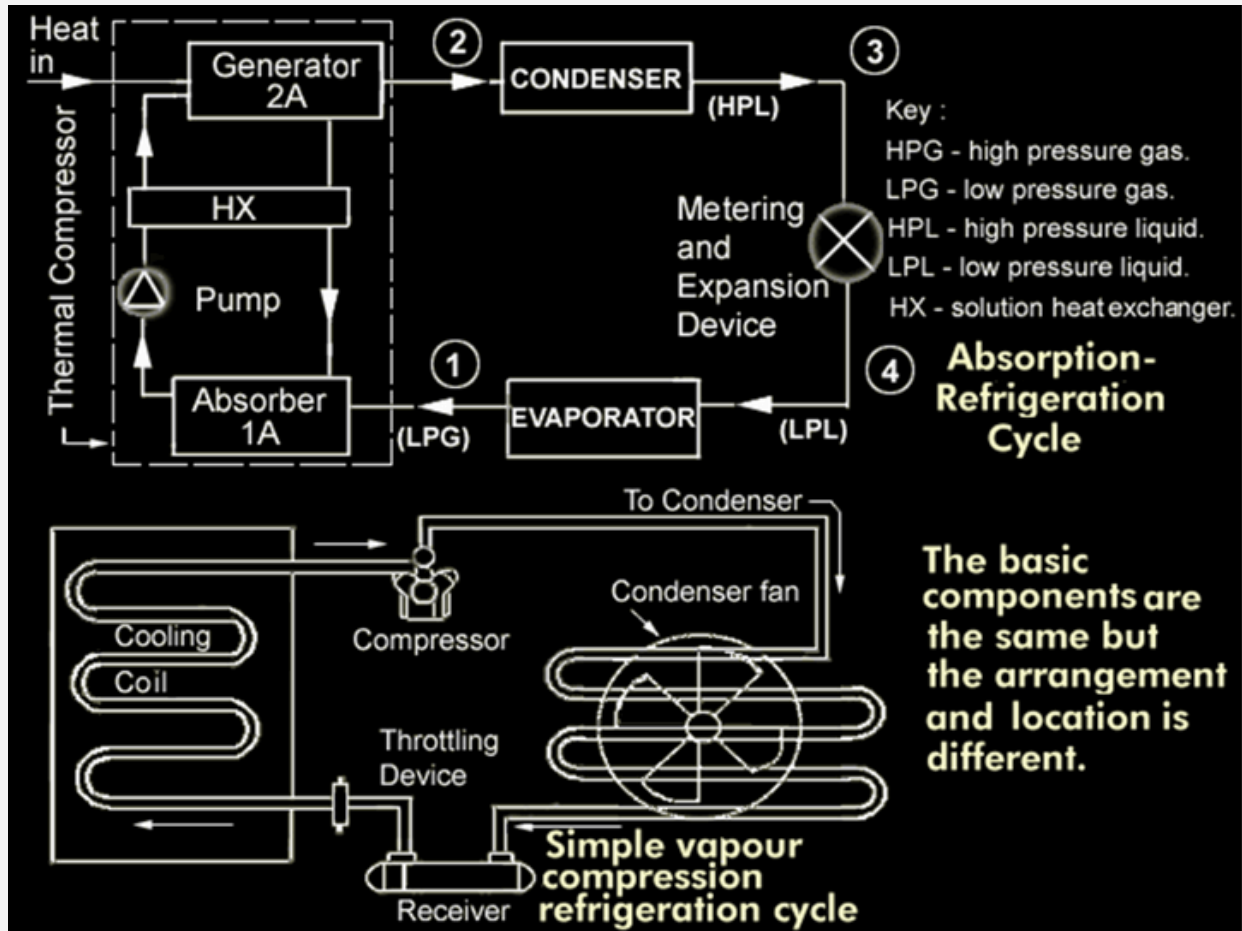 Heat
in
Generator
2A
2
CONDENSER
(HPL)
3
Key :
HPG - high pressure gas.
LPG - low pressure gas.
HPL - high pressure liquid.
LPL - low pressure liquid.
HX - solution heat exchanger.
Thermal Compressor
HX
Pump
Metering
and
Expansion
Device
Absorber
1A
1
(LPG)
EVAPORATOR
(LPL)
4
Absorption-
Refrigeration
Cycle
To Condenser
Condenser fan
Compressor
Cooling
Coil
Throttling
Device
Receiver
The basic
components are
the same but
the arrangement
and location is
different.
Simple vapour
compression
refrigeration cycle